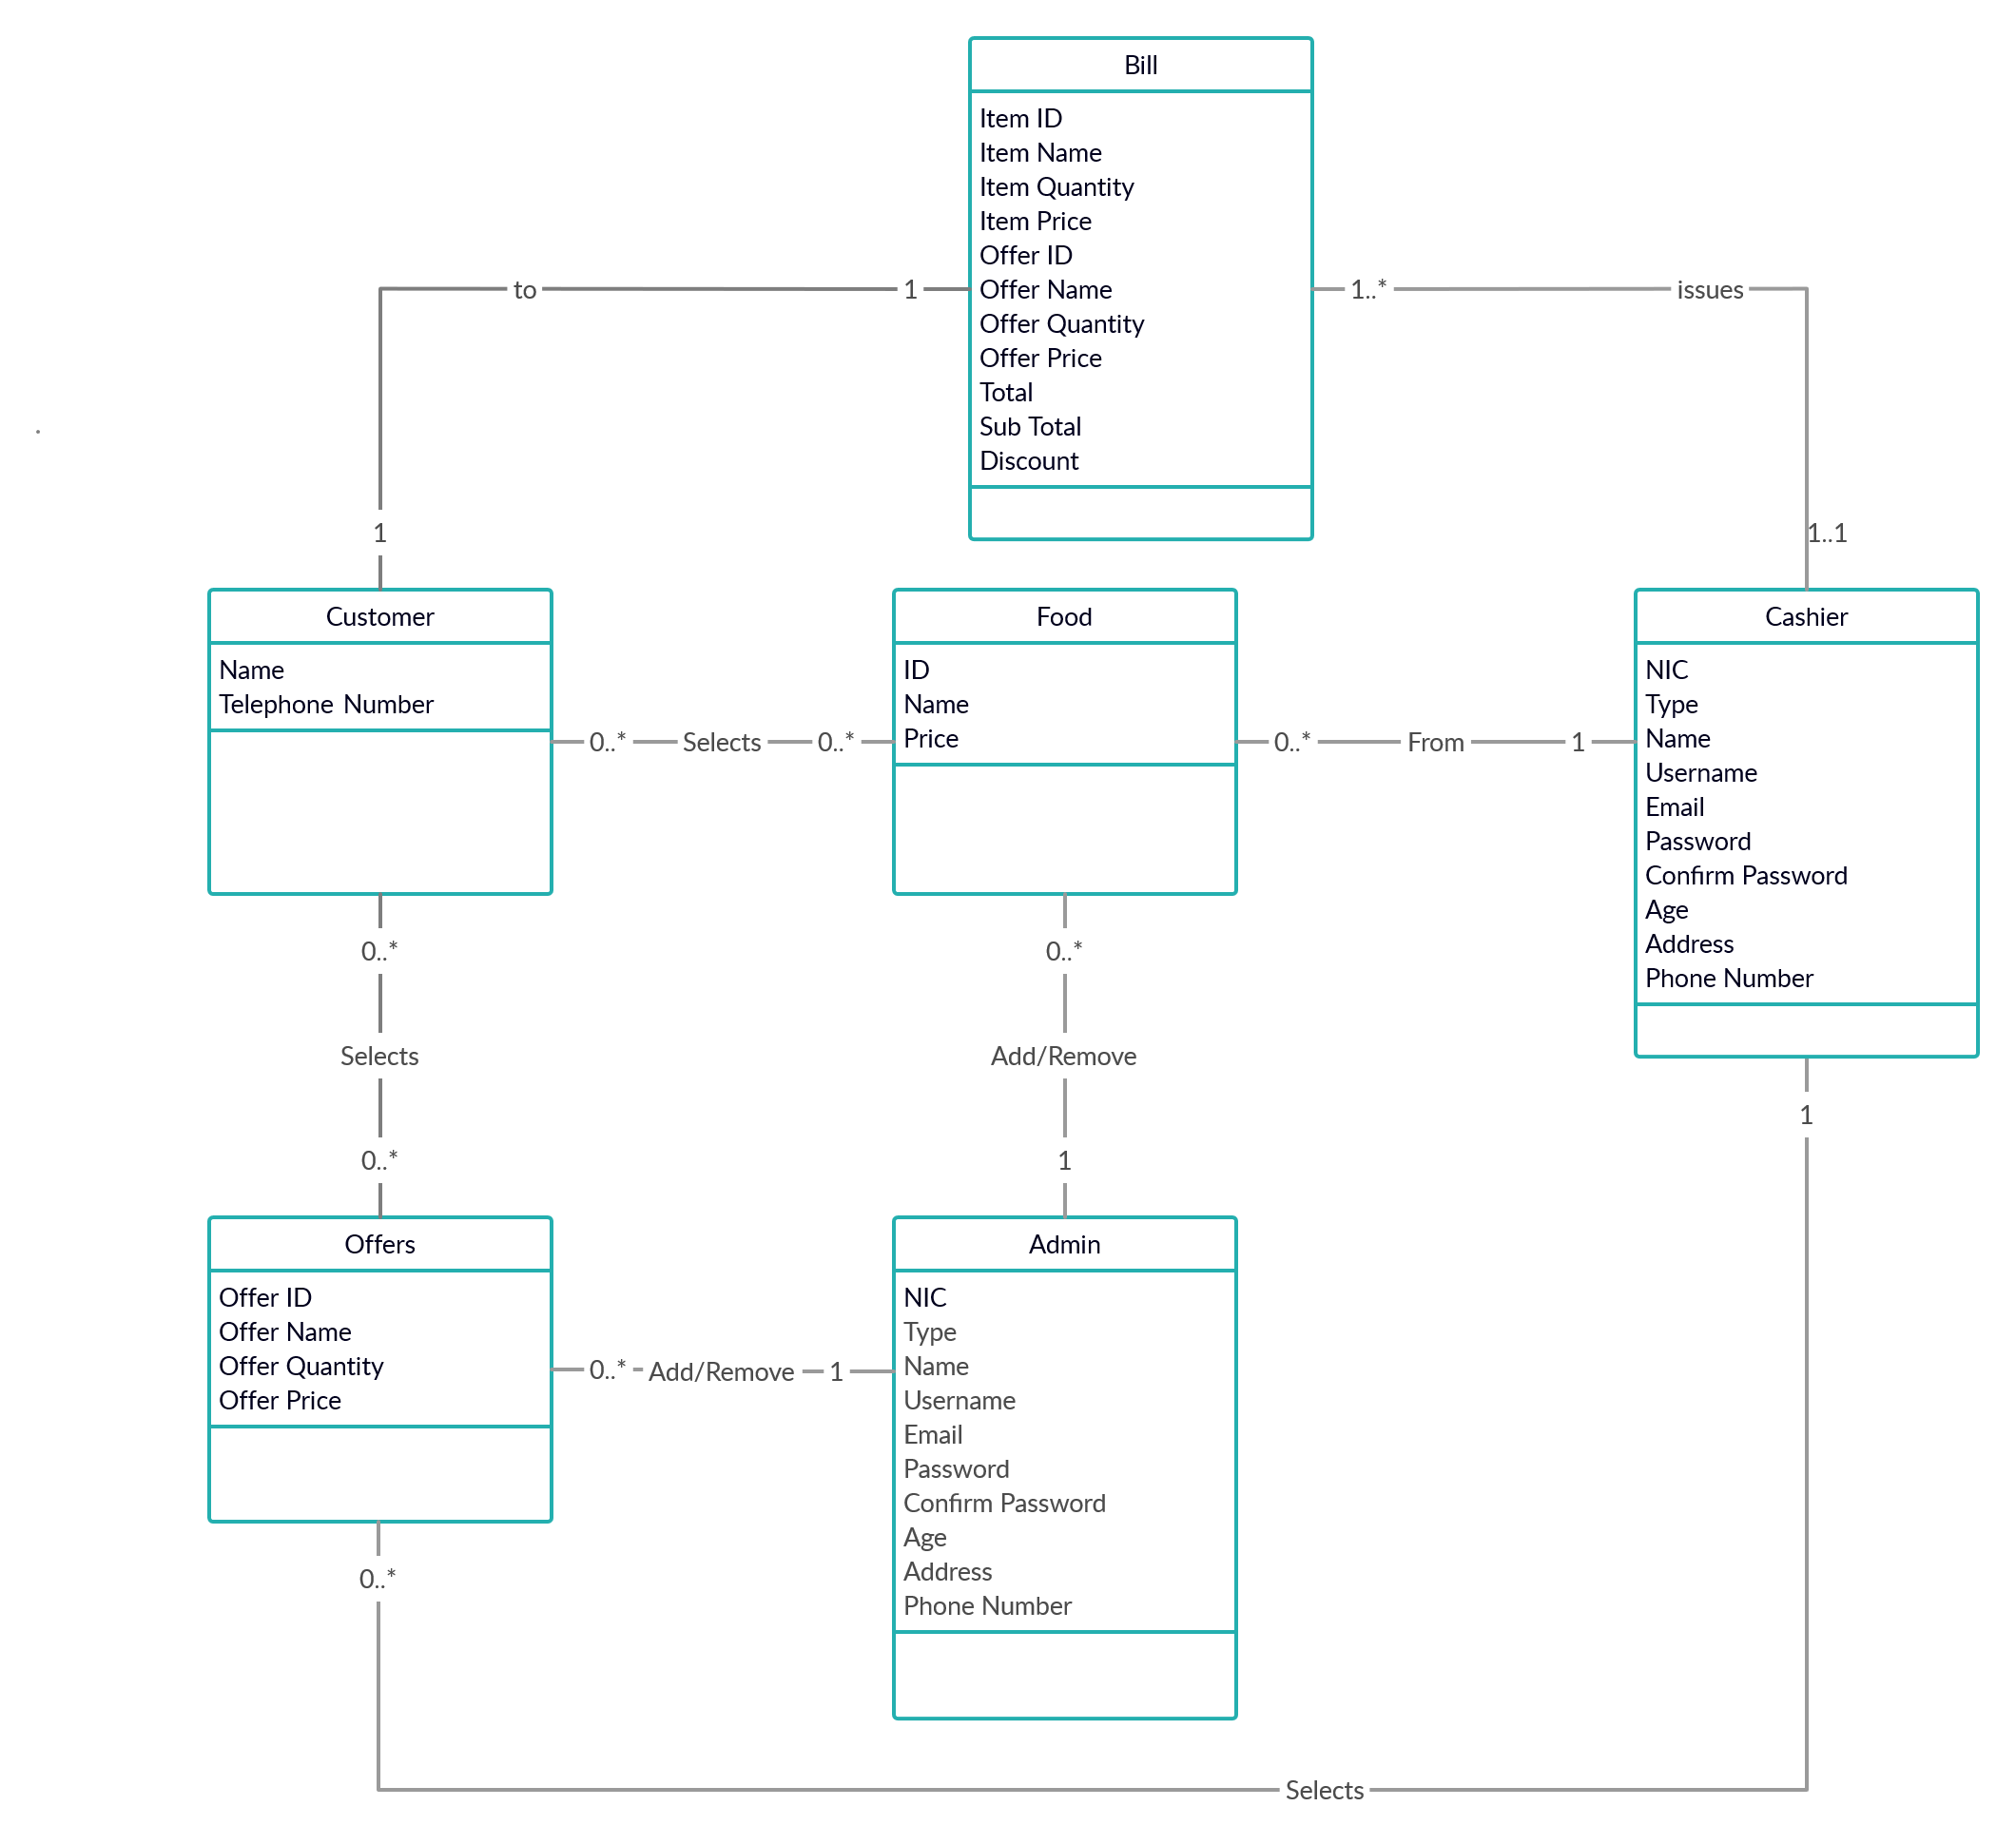 Bill
Item ID
Item Name
Item Quantity
Item Price
Offer ID
Offer Name
Offer Quantity
Offer Price
Total
Sub Total
Discount
to
1
1..*
issues
1
1..1
Customer
Name
Telephone Number
Food
ID
Name
Price
Cashier
NIC
Type
Name
Username
Email
Password
Confirm Password
Age
Address
Phone Number
0..*
Selects
0..*
0..*
From
1
0..*
Selects
0..*
0..*
Add/Remove
1
1
Offers
Offer ID
Offer Name
Offer Quantity
Offer Price
0..*
Add/Remove
1
Admin
NIC
Type
Name
Username
Email
Password
Confirm Password
Age
Address
Phone Number
0..*
Selects